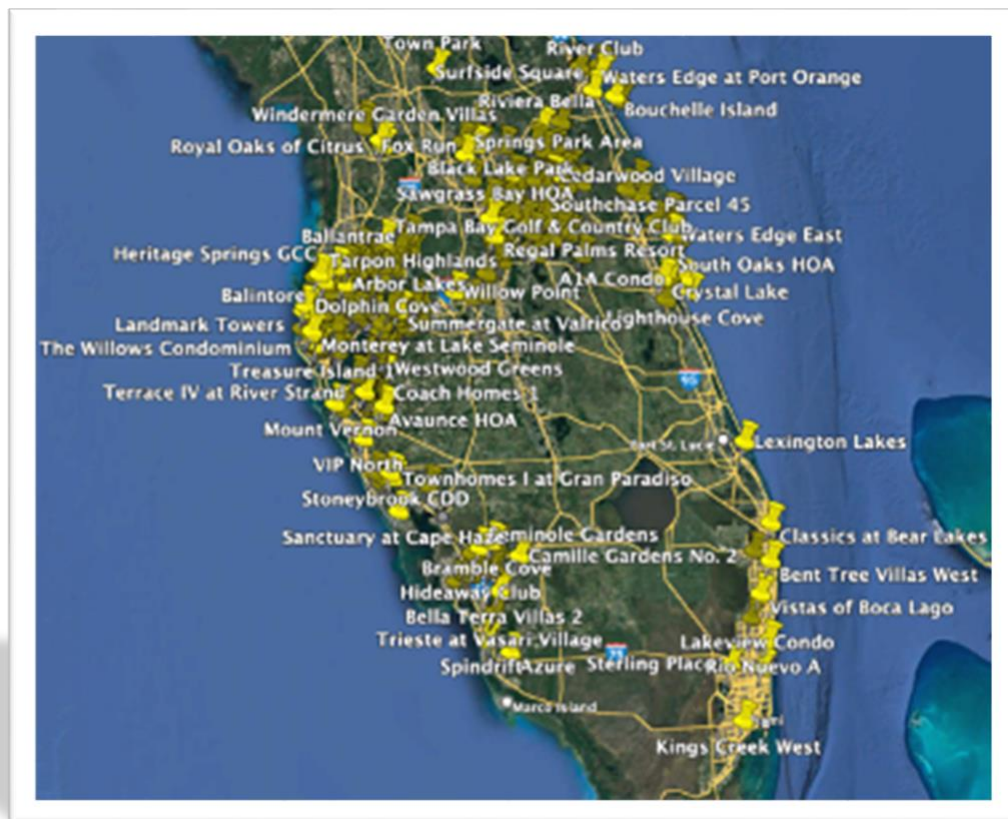 Town Park
River Club
Surfside Square
Waters Edge at Port Orange
Riviera Bella
Bouchelle Island
Windermere Garden Villas
Royal Oaks of Citrus
Fox Run
Springs Park Area
Black Lake Park
Cedarwood Village
Sawgrass Bay HOA
Southchase Parcel 45
Tampa Bay Golf & Country Club
Ballantrae
Waters Edge East
Heritage Springs GCC
Regal Palms Resort
Tarpon Highlands
South Oaks HOA
A1A Condo
Arbor Lakes
Willow Point
Crystal Lake
Balintore
Dolphin Cove
Landmark Towers
Summergate at Valrico
Lighthouse Cove
The Willows Condominium
Monterey at Lake Seminole
Treasure Island 1
Westwood Greens
95
Terrace IV at River Strand
Coach Homes 1
Avaunce HOA
Mount Vernon
Port St. Lucie
Lexington Lakes
VIP North
Townhomes I at Gran Paradiso
Stoneybrook CDD
Sanctuary at Cape Haze
Seminole Gardens
Classics at Bear Lakes
Camille Gardens No. 2
Bramble Cove
Bent Tree Villas West
Hideaway Club
Vistas of Boca Lago
Bella Terra Villas 2
Trieste at Vasari Village
Lakeview Condo
75
Spindrift
Azure
Sterling Place
Rio Nuevo A
Marco Island
Kings Creek West